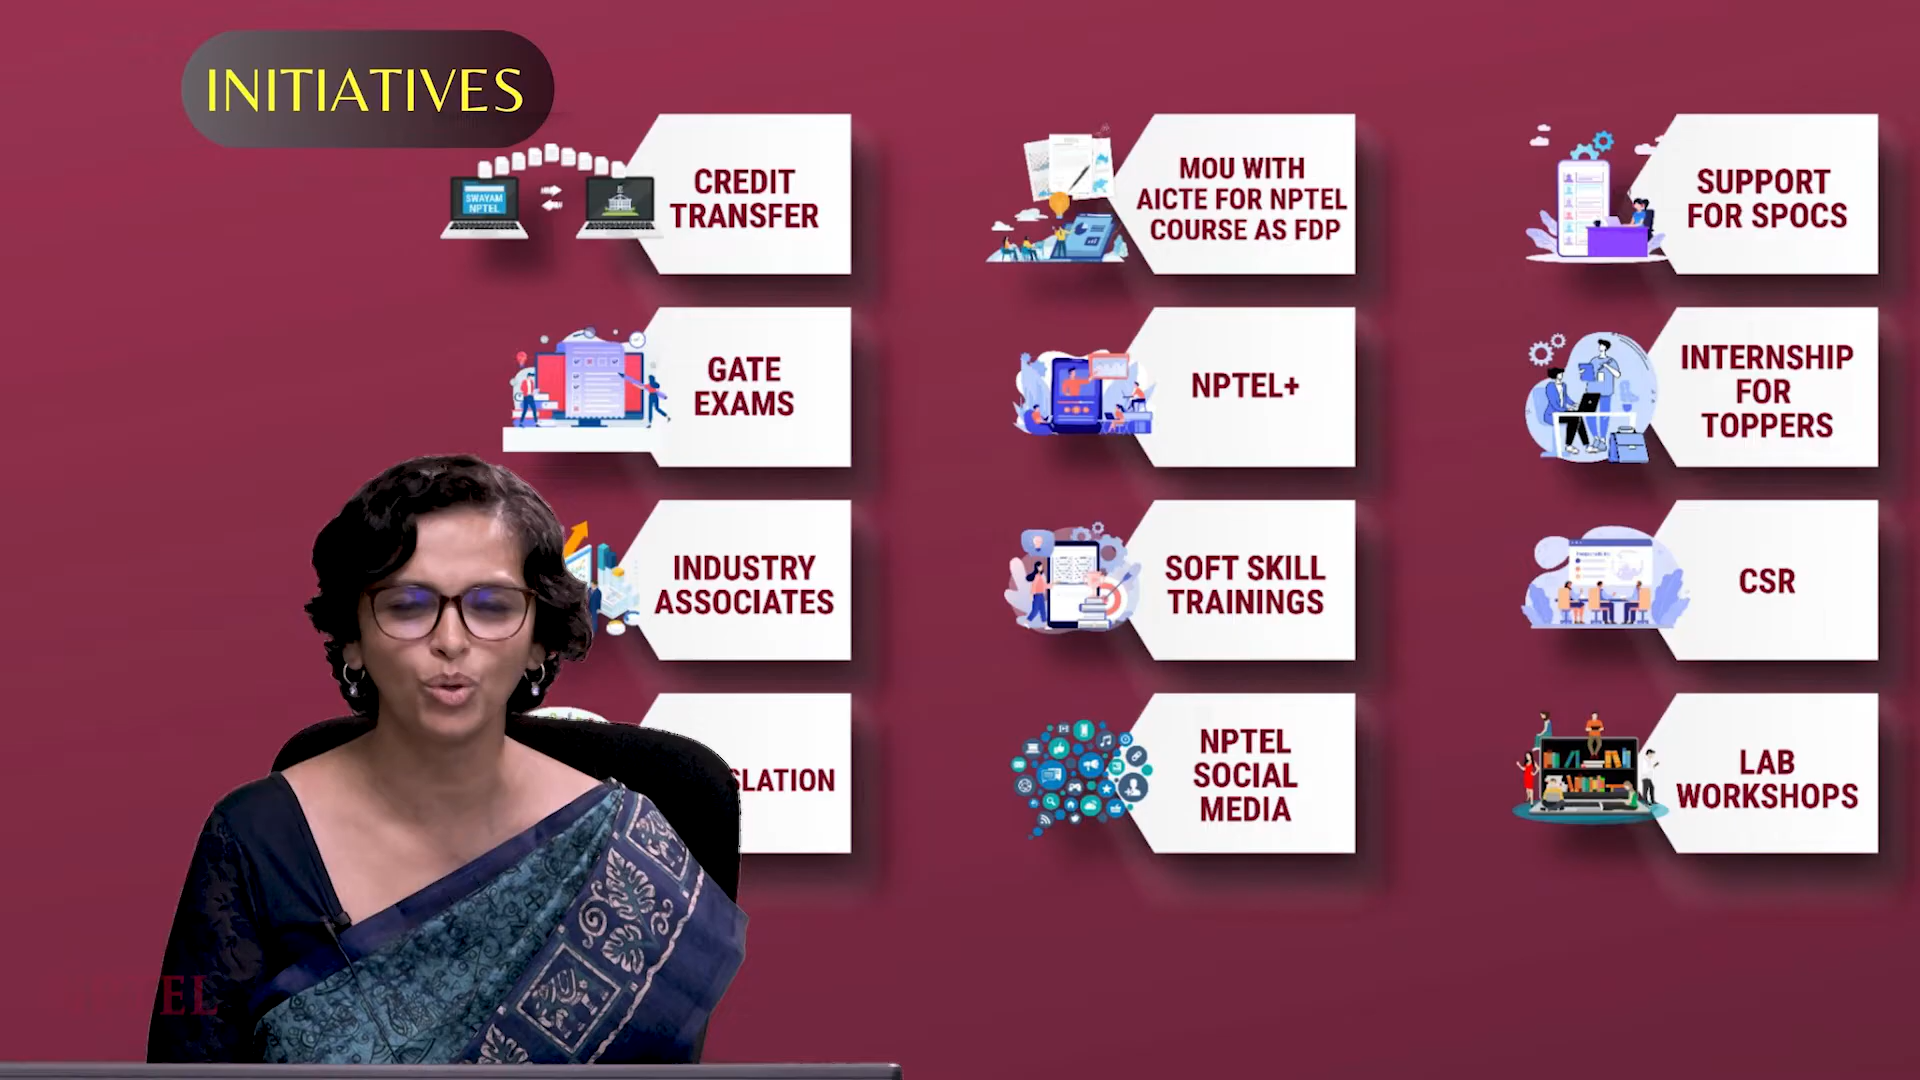 INITIATIVES
CREDIT
TRANSFER
SWAYAM
NPTEL
MOU WITH
AICTE FOR NPTEL
COURSE AS FDP
SUPPORT
FOR SPOCS
GATE
EXAMS
NPTEL+
INTERNSHIP
FOR
TOPPERS
INDUSTRY
ASSOCIATES
SOFT SKILL
TRAININGS
CSR
SLATION
NPTEL
SOCIAL
MEDIA
LAB
WORKSHOPS